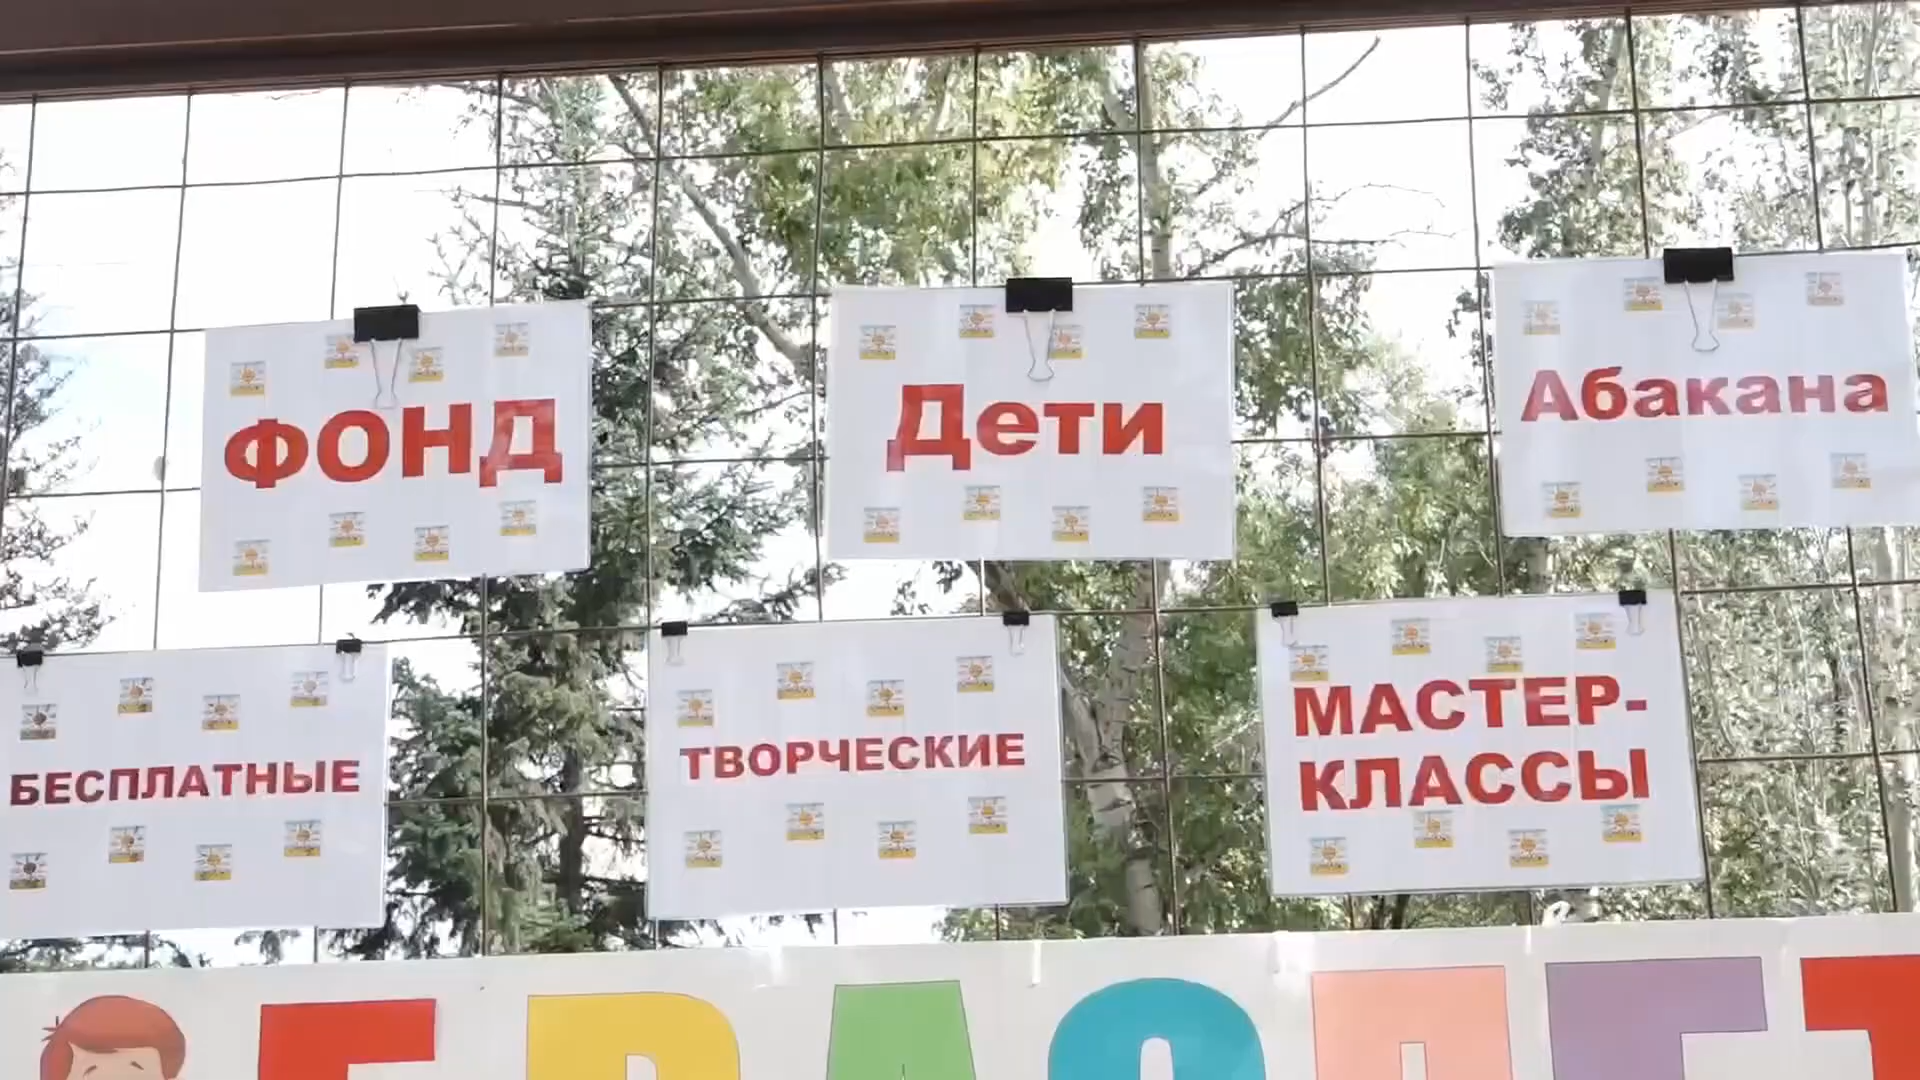 ФОНД
Дети
Абакана
БЕСПЛАТНЫЕ
ТВОРЧЕСКИЕ
МАСТЕР-
КЛАССЫ